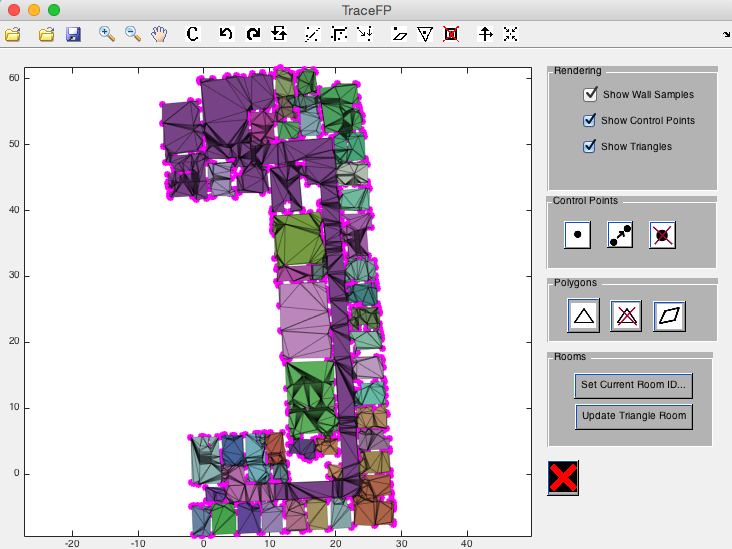 TraceFP
C
60
50
40
30
20
10
0
-20
-10
0
10
20
30
40
Rendering
Show Wall Samples
Show Control Points
Show Triangles
Control Points
Polygons
Rooms
Set Current Room ID...
Update Triangle Room